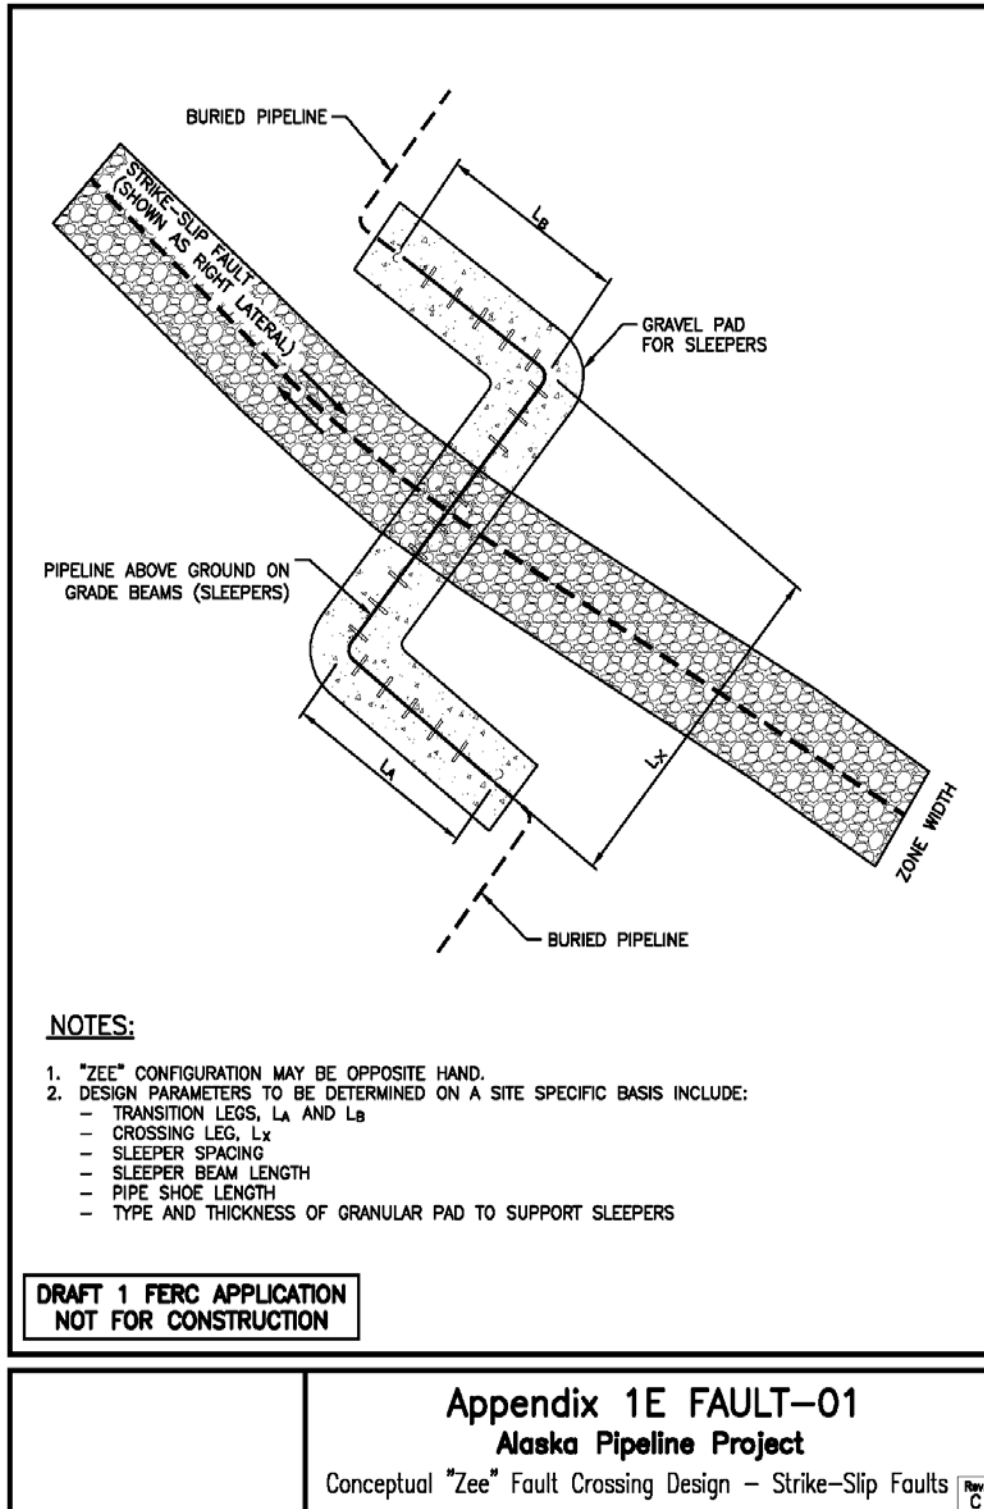 BURIED PIPELINE
STRIKE-SLIP FAULT
(SHOWN AS RIGHT LATERAL)
LB
GRAVEL PAD
FOR SLEEPERS
PIPELINE ABOVE GROUND ON
GRADE BEAMS (SLEEPERS)
LA
LX
ZONE WIDTH
BURIED PIPELINE
NOTES:
1. "ZEE" CONFIGURATION MAY BE OPPOSITE HAND.
2. DESIGN PARAMETERS TO BE DETERMINED ON A SITE SPECIFIC BASIS INCLUDE:
- TRANSITION LEGS, LA AND LB
- CROSSING LEG, LX
- SLEEPER SPACING
- SLEEPER BEAM LENGTH
- PIPE SHOE LENGTH
- TYPE AND THICKNESS OF GRANULAR PAD TO SUPPORT SLEEPERS
DRAFT 1 FERC APPLICATION
NOT FOR CONSTRUCTION
Appendix 1E FAULT-01
Alaska Pipeline Project
Conceptual "Zee" Fault Crossing Design - Strike-Slip Faults
Rev
C